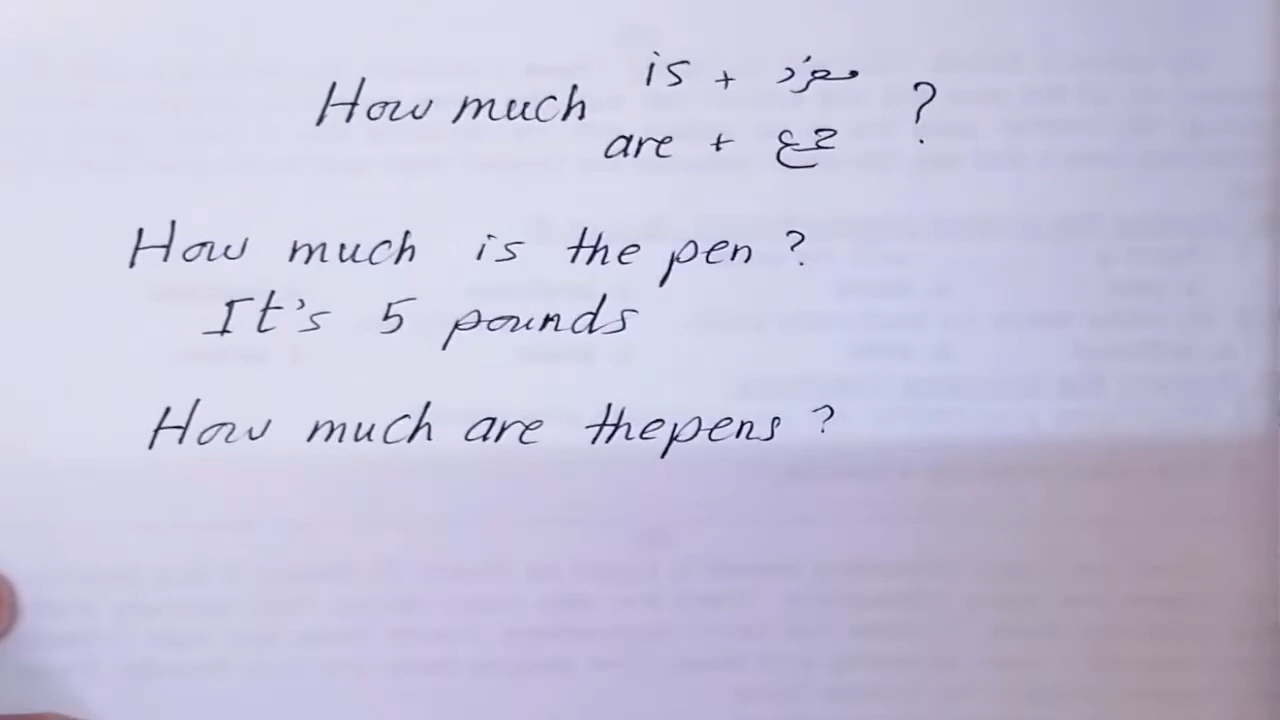 is + مفرد
How much ?
are + جمع
How much is the pen ?
It's 5 pounds
How much are thepens ?